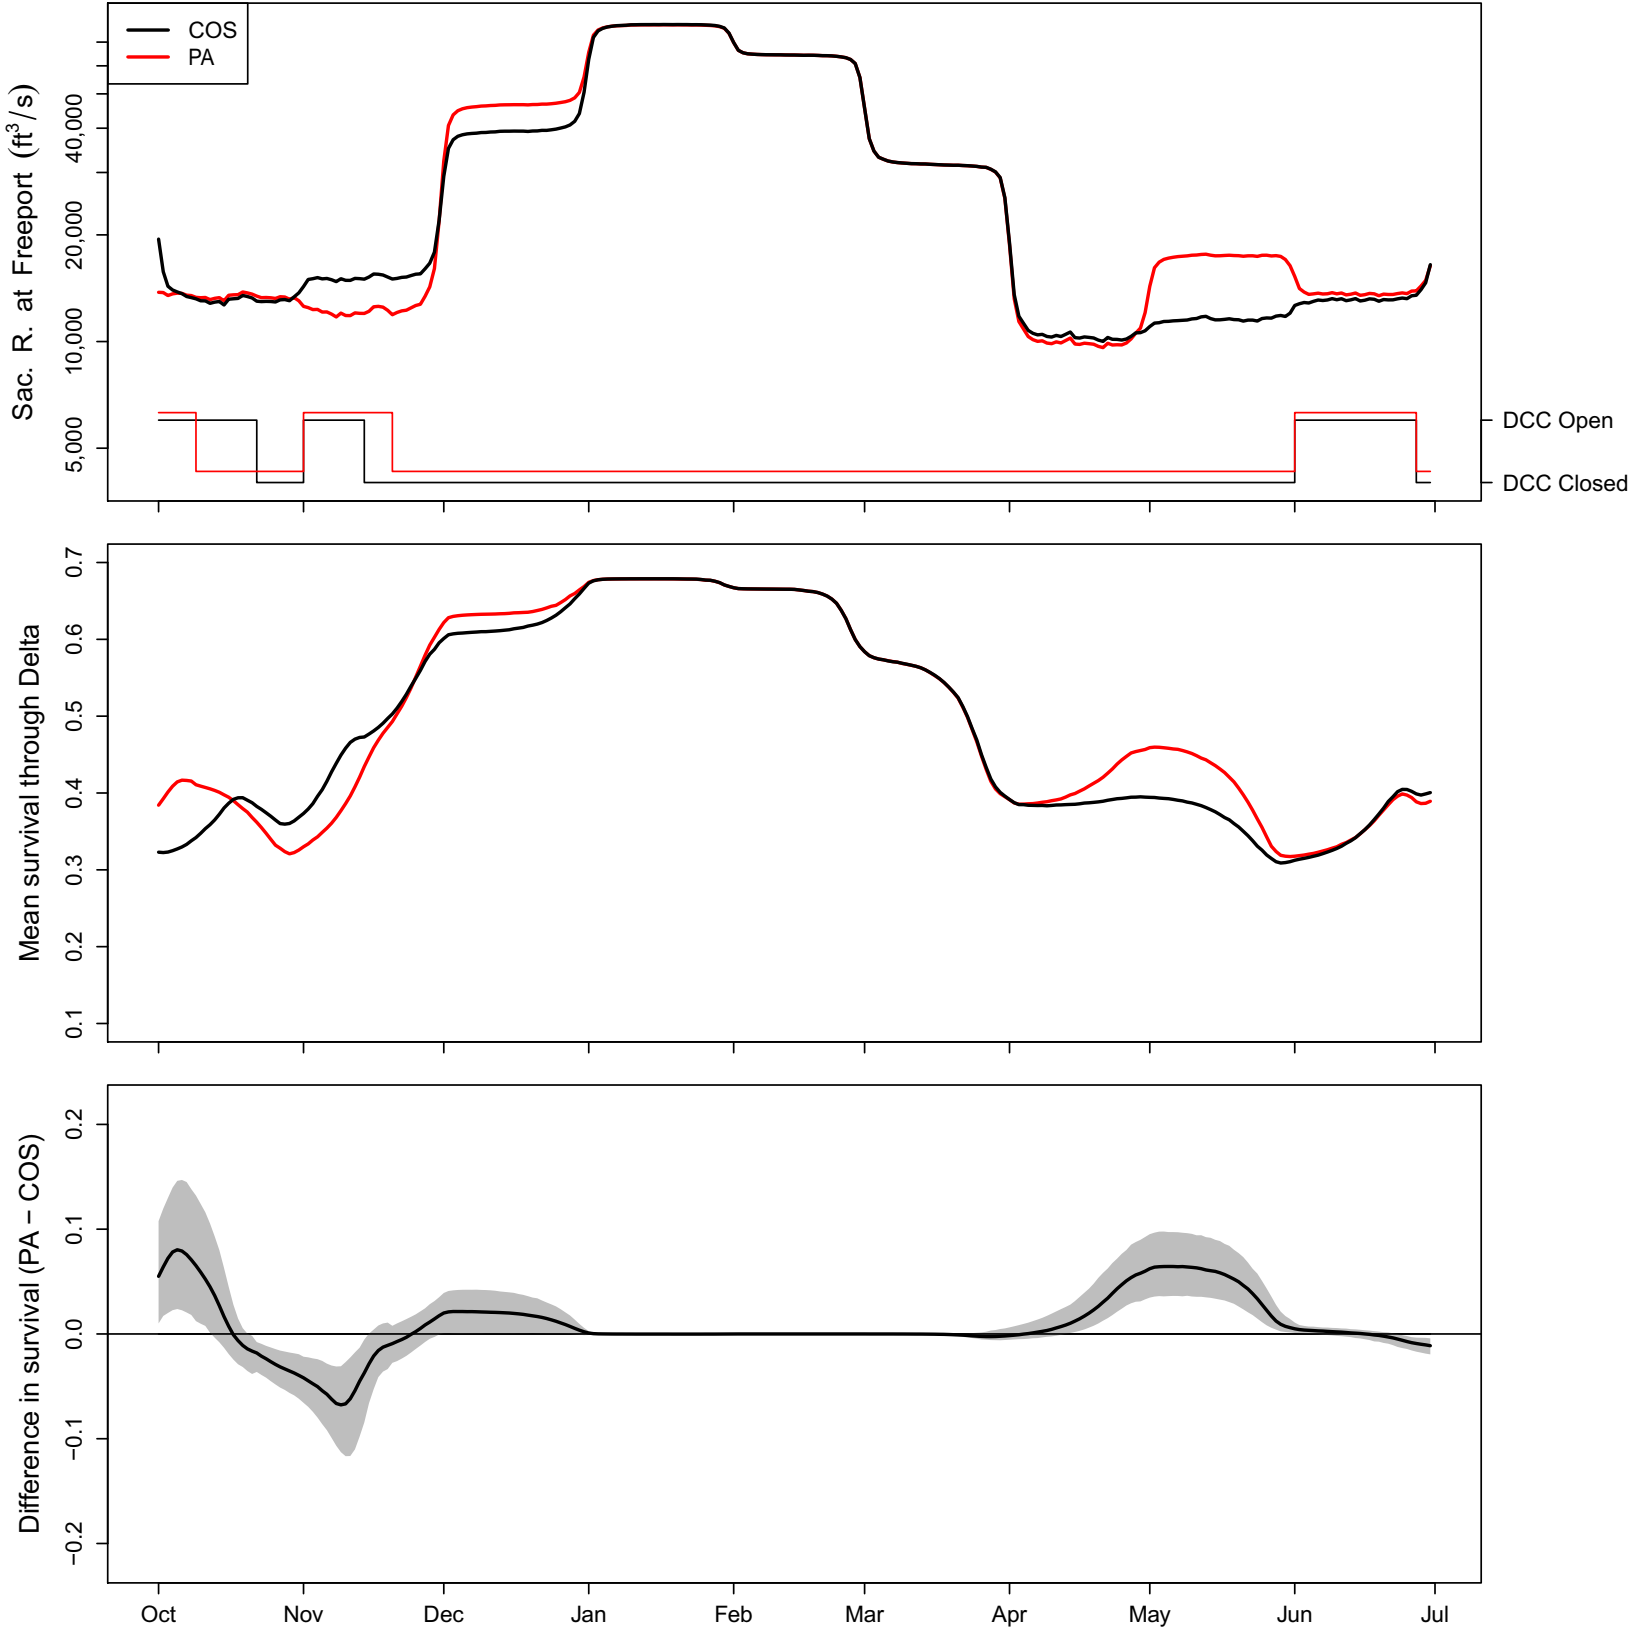 COS
PA
Sac. R. at Freeport (ft³/s)
40,000
20,000
10,000
5,000
DCC Open
DCC Closed
Mean survival through Delta
0.7
0.6
0.5
0.4
0.3
0.2
0.1
Difference in survival (PA − COS)
0.2
0.1
0.0
−0.1
−0.2
Oct Nov Dec Jan Feb Mar Apr May Jun Jul